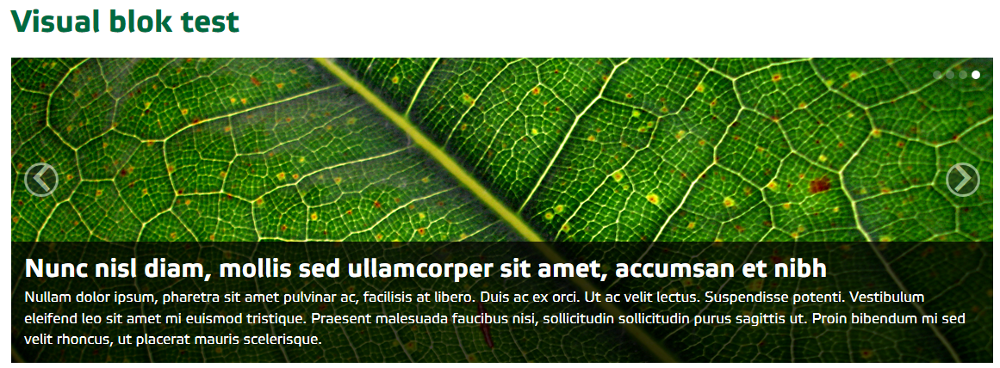 Visual blok test
Nunc nisl diam, mollis sed ullamcorper sit amet, accumsan et nibh
Nullam dolor ipsum, pharetra sit amet pulvinar ac, facilisis at libero. Duis ac ex orci. Ut ac velit lectus. Suspendisse potenti. Vestibulum
eleifend leo sit amet mi euismod tristique. Praesent malesuada faucibus nisi, sollicitudin sollicitudin purus sagittis ut. Proin bibendum mi sed
velit rhoncus, ut placerat mauris scelerisque.